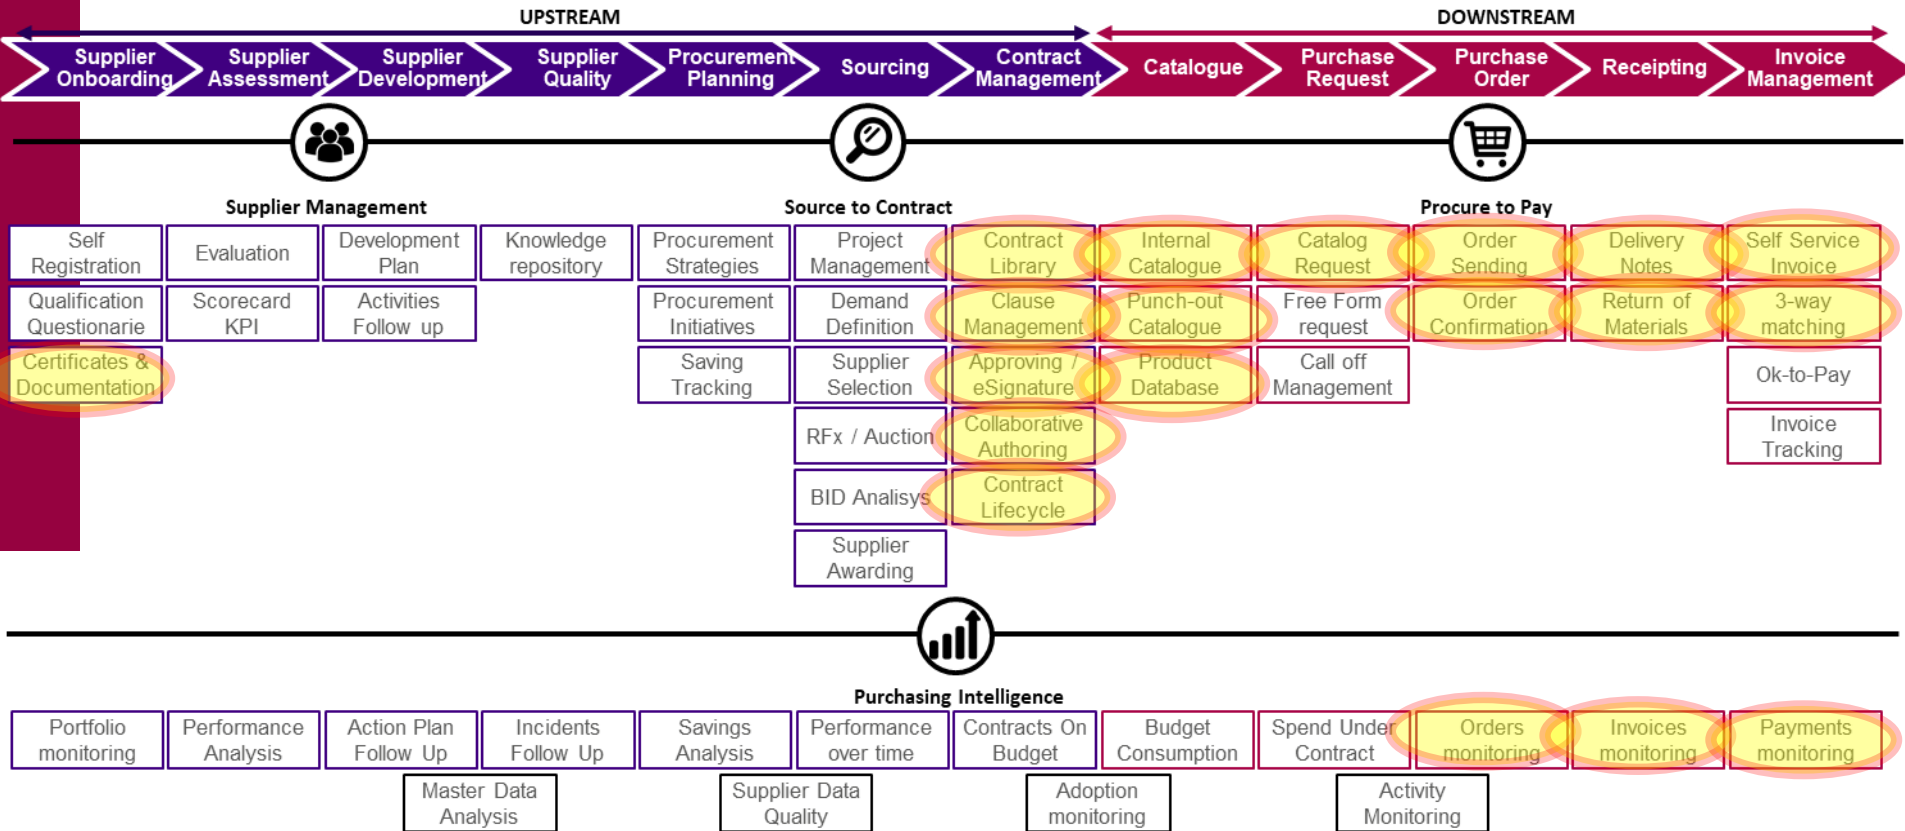 UPSTREAM
DOWNSTREAM
Supplier
Onboarding
Supplier
Assessment
Supplier
Development
Supplier
Quality
Procurement
Planning
Sourcing
Contract
Management
Catalogue
Purchase
Request
Purchase
Order
Receipting
Invoice
Management
Supplier Management
Source to Contract
Procure to Pay
Self
Registration
Evaluation
Development
Plan
Knowledge
repository
Procurement
Strategies
Project
Management
Contract
Library
Internal
Catalogue
Catalog
Request
Order
Sending
Delivery
Notes
Self Service
Invoice
Qualification
Questionarie
Scorecard
KPI
Activities
Follow up
Procurement
Initiatives
Demand
Definition
Clause
Management
Punch-out
Catalogue
Free Form
request
Order
Confirmation
Return of
Materials
3-way
matching
Certificates &
Documentation
Saving
Tracking
Supplier
Selection
Approving /
eSignature
Product
Database
Call off
Management
Ok-to-Pay
RFx / Auction
Collaborative
Authoring
Invoice
Tracking
BID Analisys
Contract
Lifecycle
Supplier
Awarding
Purchasing Intelligence
Portfolio
monitoring
Performance
Analysis
Action Plan
Follow Up
Incidents
Follow Up
Savings
Analysis
Performance
over time
Contracts On
Budget
Budget
Consumption
Spend Under
Contract
Orders
monitoring
Invoices
monitoring
Payments
monitoring
Master Data
Analysis
Supplier Data
Quality
Adoption
monitoring
Activity
Monitoring